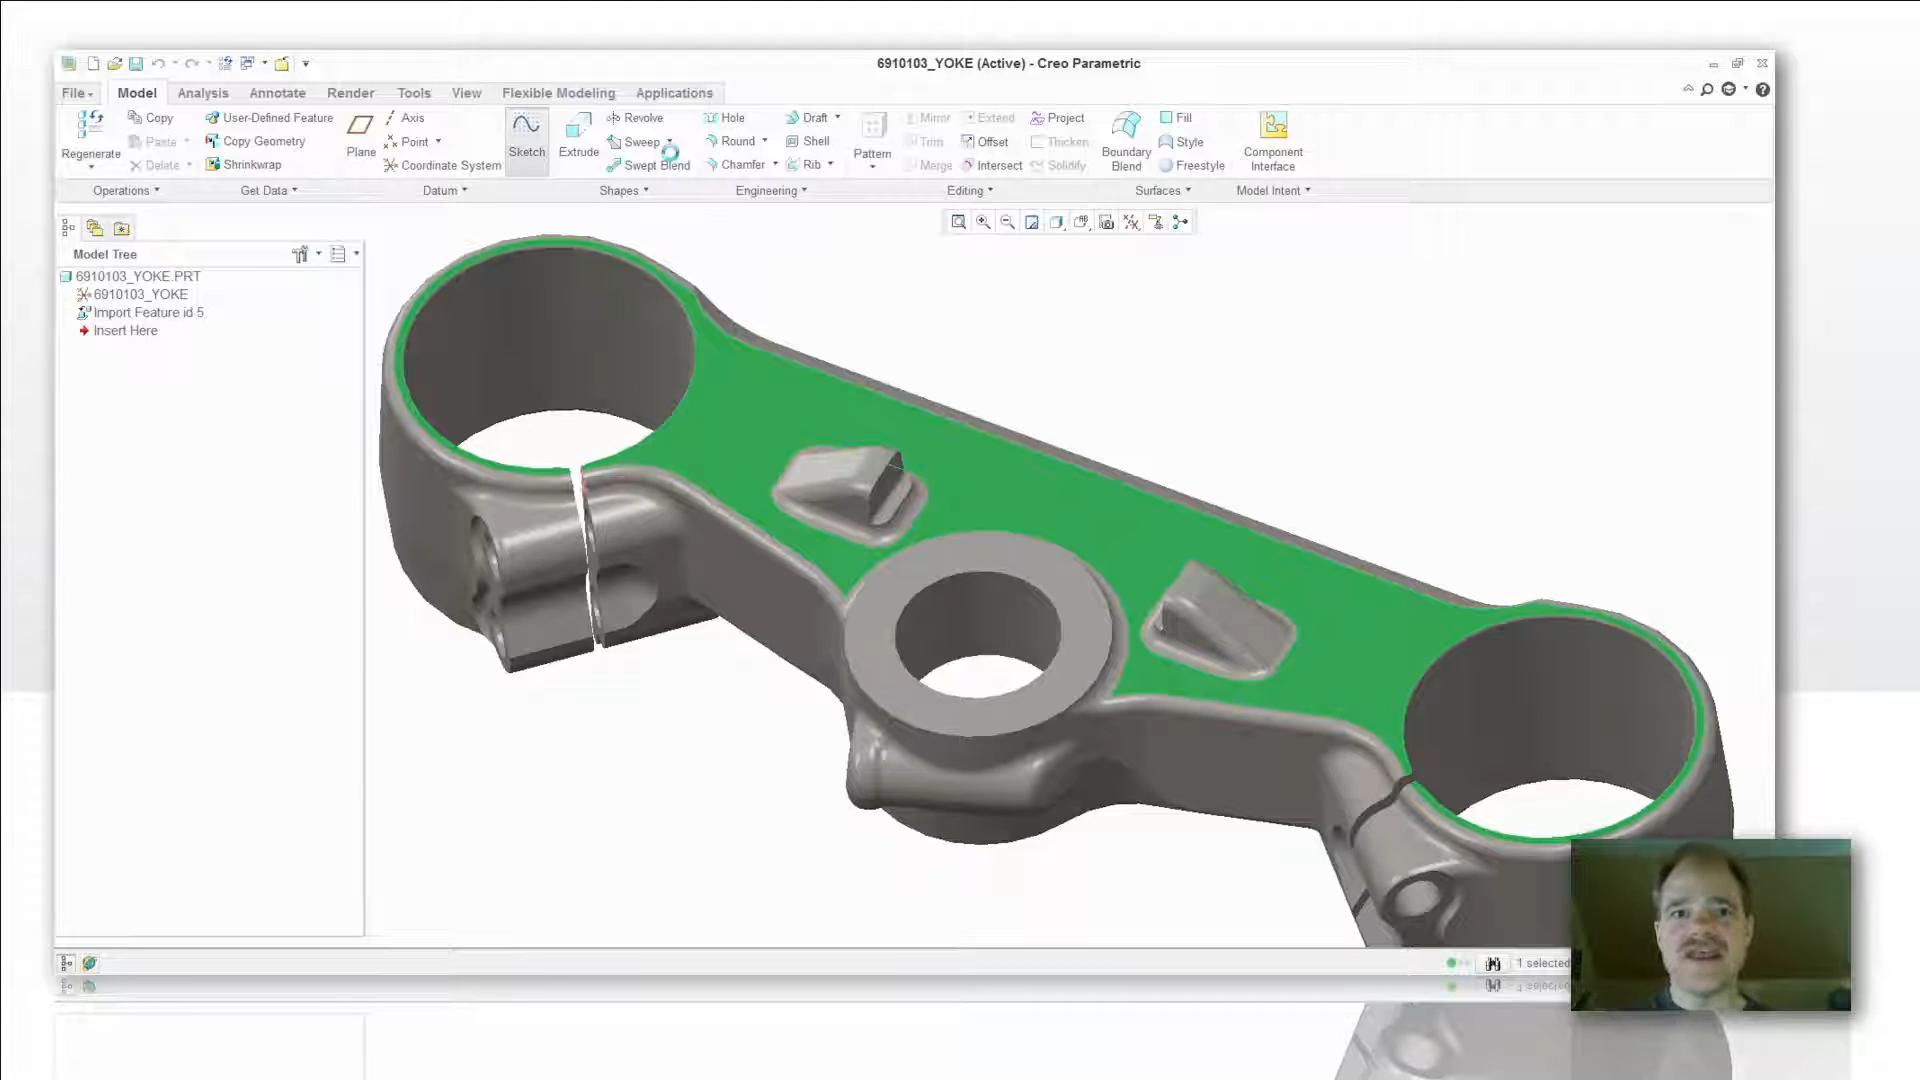 6910103_YOKE (Active) - Creo Parametric
File Model Analysis Annotate Render Tools View Flexible Modeling Applications
Regenerate
Copy
Paste
Delete
User-Defined Feature
Copy Geometry
Shrinkwrap
Plane
Axis
Point
Coordinate System
Sketch
Extrude
Revolve
Sweep
Swept Blend
Hole
Round
Chamfer
Draft
Shell
Rib
Pattern
Mirror
Trim
Merge
Extend
Offset
Intersect
Project
Thicken
Solidify
Boundary
Blend
Fill
Style
Freestyle
Component
Interface
Operations Get Data Datum Shapes Engineering Editing Surfaces Model Intent
Model Tree
6910103_YOKE.PRT
6910103_YOKE
Import Feature id 5
Insert Here
1 selected